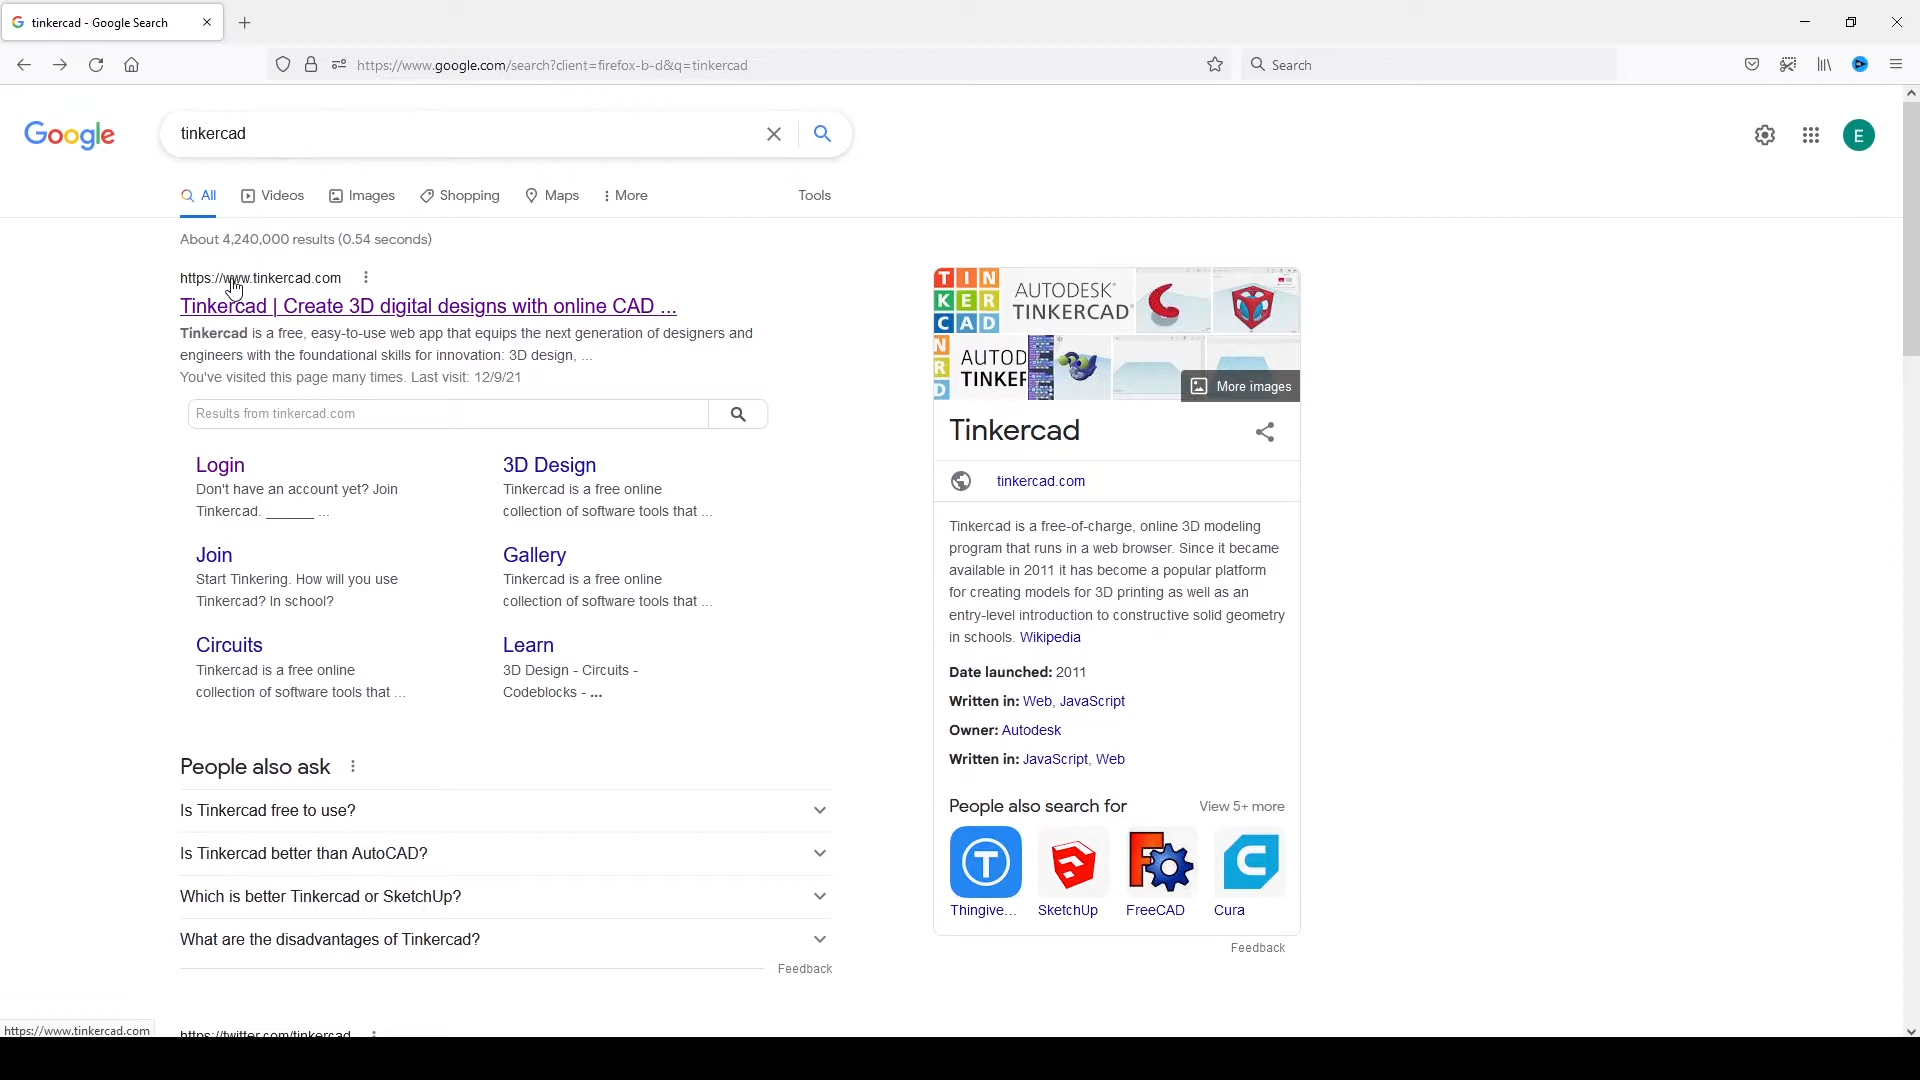 tinkercad - Google Search
https://www.google.com/search?client=firefox-b-d&q=tinkercad
Search
Google
tinkercad
All
Videos
Images
Shopping
Maps
More
Tools
E
About 4,240,000 results (0.54 seconds)
https://www.tinkercad.com
Tinkercad | Create 3D digital designs with online CAD ...
Tinkercad is a free, easy-to-use web app that equips the next generation of designers and
engineers with the foundational skills for innovation: 3D design, ...
You've visited this page many times. Last visit: 12/9/21
Results from tinkercad.com
Login
Don't have an account yet? Join
Tinkercad. ______ ...
3D Design
Tinkercad is a free online
collection of software tools that ...
Join
Start Tinkering. How will you use
Tinkercad? In school?
Gallery
Tinkercad is a free online
collection of software tools that ...
Circuits
Tinkercad is a free online
collection of software tools that ...
Learn
3D Design - Circuits -
Codeblocks - ...
People also ask
Is Tinkercad free to use?
Is Tinkercad better than AutoCAD?
Which is better Tinkercad or SketchUp?
What are the disadvantages of Tinkercad?
Feedback
https://twitter.com/tinkercad
https://www.tinkercad.com
TIN
KER
CAD
AUTODESK®
TINKERCAD®
N
R
D
AUTOD
TINKER
More images
Tinkercad
tinkercad.com
Tinkercad is a free-of-charge, online 3D modeling
program that runs in a web browser. Since it became
available in 2011 it has become a popular platform
for creating models for 3D printing as well as an
entry-level introduction to constructive solid geometry
in schools. Wikipedia
Date launched: 2011
Written in: Web, JavaScript
Owner: Autodesk
Written in: JavaScript, Web
People also search for
View 5+ more
Thingive...
SketchUp
FreeCAD
Cura
Feedback